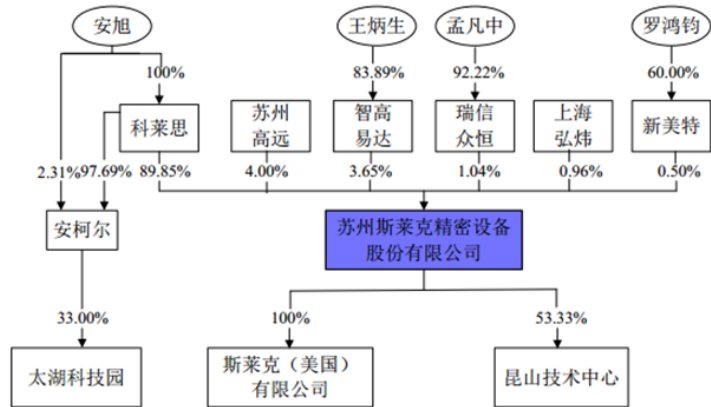 安旭
王炳生
孟凡中
罗鸿钧
100%
83.89%
92.22%
60.00%
科莱思
苏州
高远
智高
易达
瑞信
众恒
上海
弘炜
新美特
2.31%
97.69%
89.85%
4.00%
3.65%
1.04%
0.96%
0.50%
安柯尔
苏州斯莱克精密设备
股份有限公司
33.00%
100%
53.33%
太湖科技园
斯莱克（美国）
有限公司
昆山技术中心